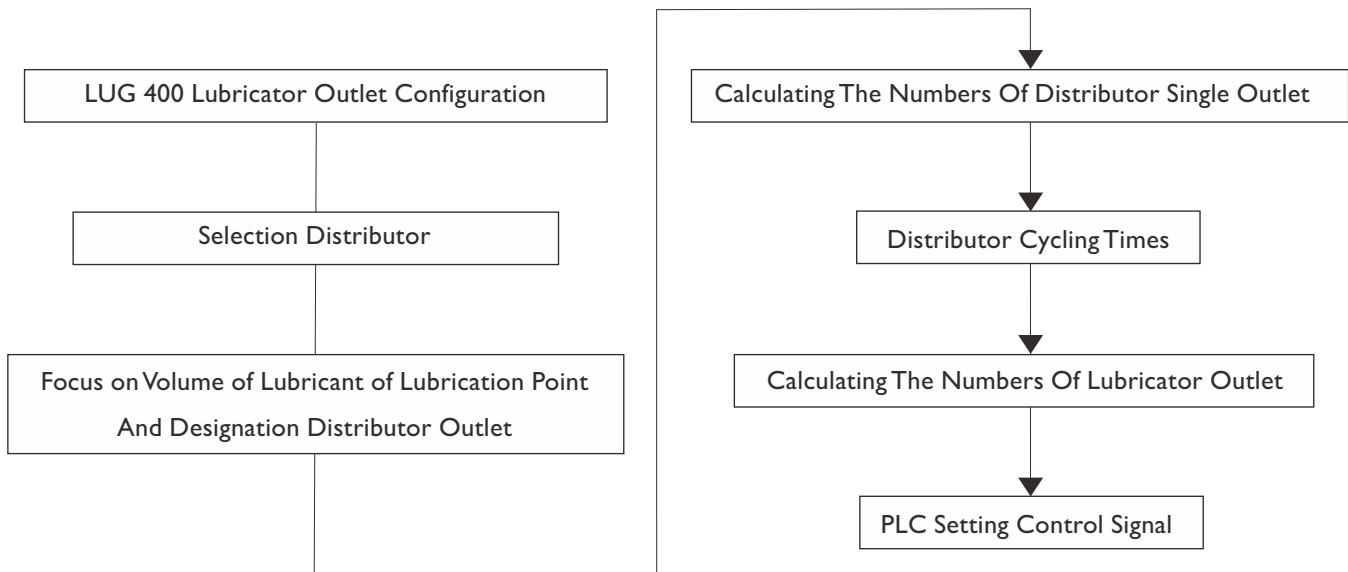 LUG 400 Lubricator Outlet Configuration
Selection Distributor
Focus on Volume of Lubricant of Lubrication Point
And Designation Distributor Outlet
Calculating The Numbers Of Distributor Single Outlet
Distributor Cycling Times
Calculating The Numbers Of Lubricator Outlet
PLC Setting Control Signal